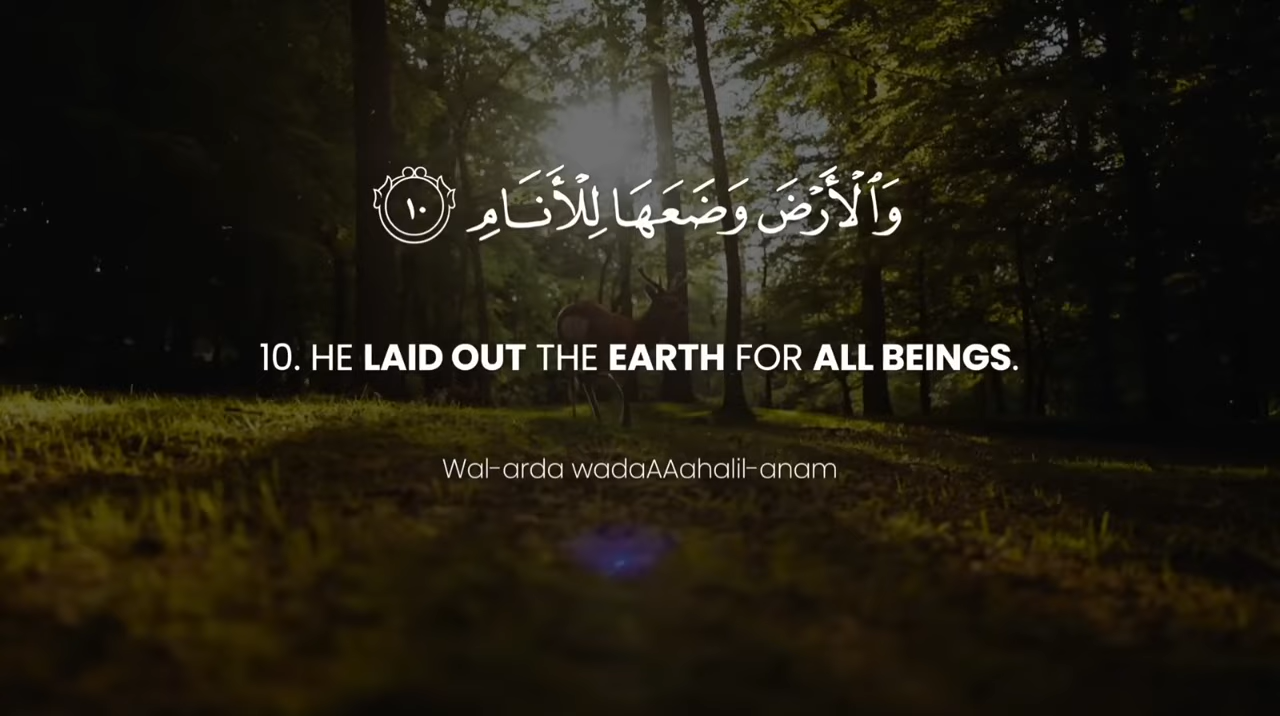 وَٱلْأَرْضَ وَضَعَهَا لِلْأَنَامِ ١٠
10. HE LAID OUT THE EARTH FOR ALL BEINGS.
Wal-arda wadaAAahalil-anam